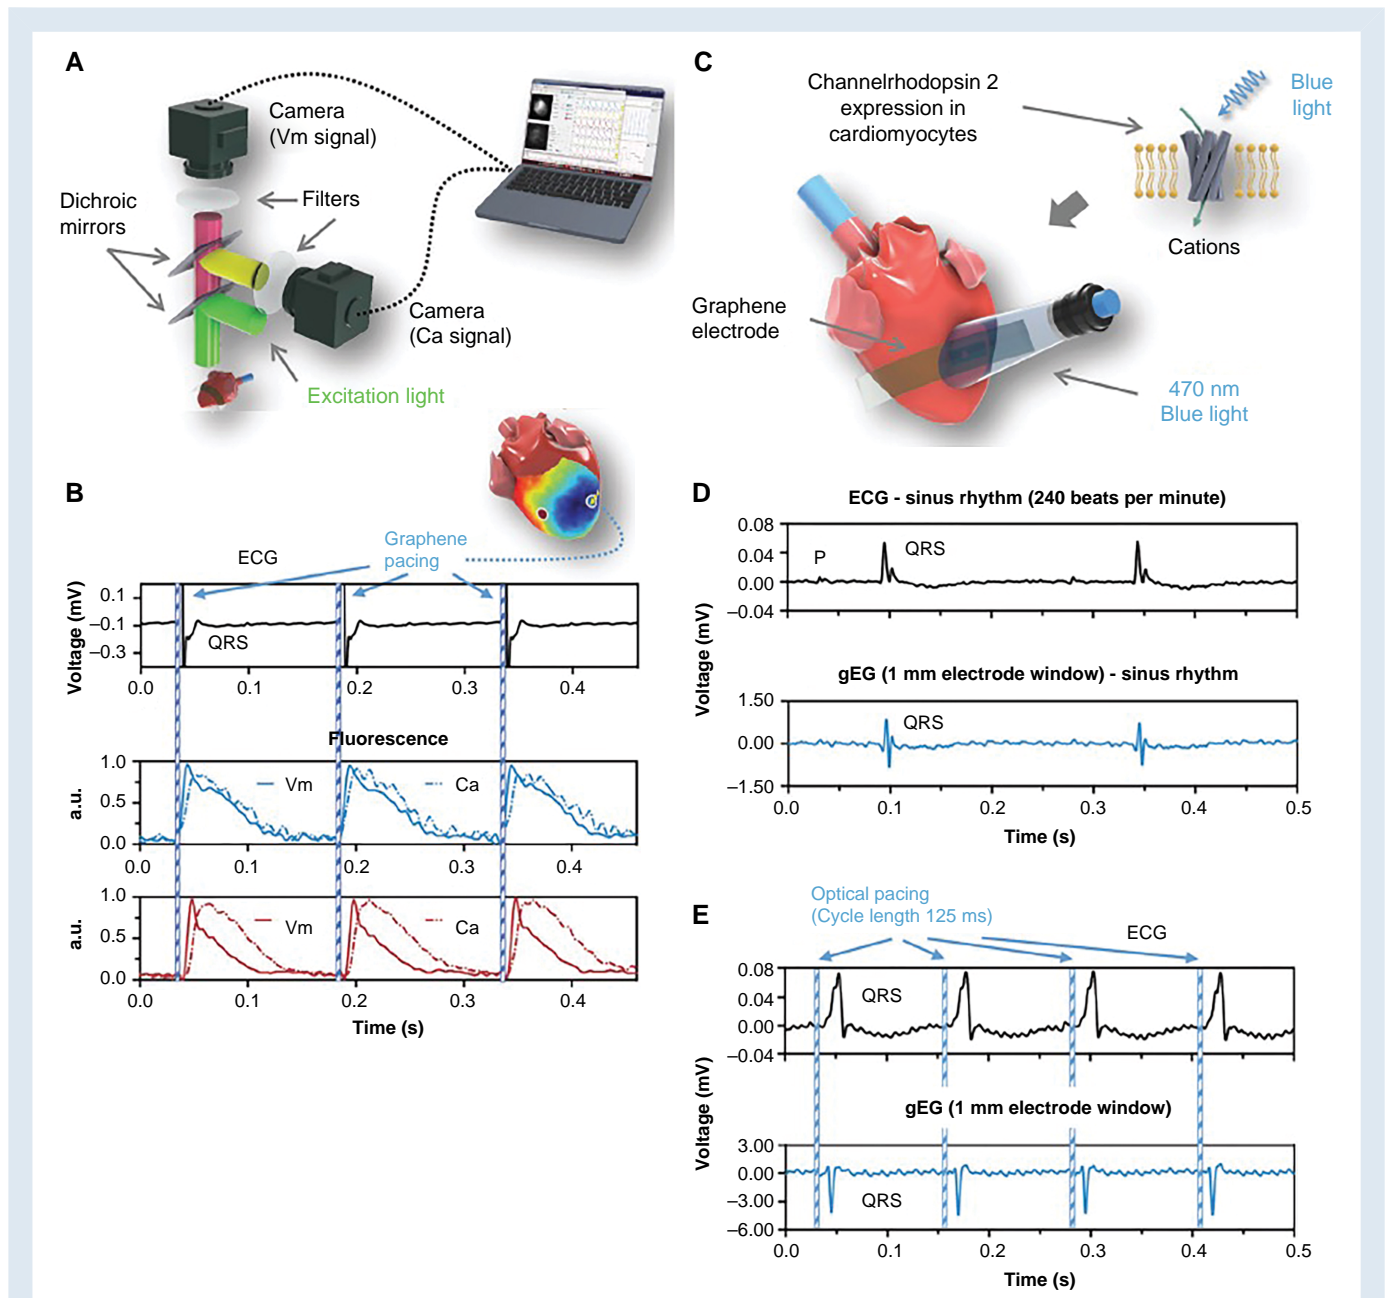 A
Camera
(Vm signal)
Dichroic
mirrors
Filters
Camera
(Ca signal)
Excitation light
B
Graphene
pacing
ECG
Voltage (mV)
0.1
–0.1
–0.3
QRS
0.0 0.1 0.2 0.3 0.4
Fluorescence
a.u.
1.0
0.5
0.0
Vm
Ca
0.0 0.1 0.2 0.3 0.4
a.u.
1.0
0.5
0.0
Vm
Ca
0.0 0.1 0.2 0.3 0.4
Time (s)
C
Channelrhodopsin 2
expression in
cardiomyocytes
Blue
light
Cations
Graphene
electrode
470 nm
Blue light
D
ECG - sinus rhythm (240 beats per minute)
0.08
0.04
0.00
–0.04
P
QRS
Voltage (mV)
gEG (1 mm electrode window) - sinus rhythm
1.50
0.00
–1.50
QRS
0.0 0.1 0.2 0.3 0.4 0.5
Time (s)
E
Optical pacing
(Cycle length 125 ms)
ECG
0.08
0.04
0.00
–0.04
QRS
Voltage (mV)
gEG (1 mm electrode window)
3.00
0.00
–3.00
–6.00
QRS
0.0 0.1 0.2 0.3 0.4 0.5
Time (s)